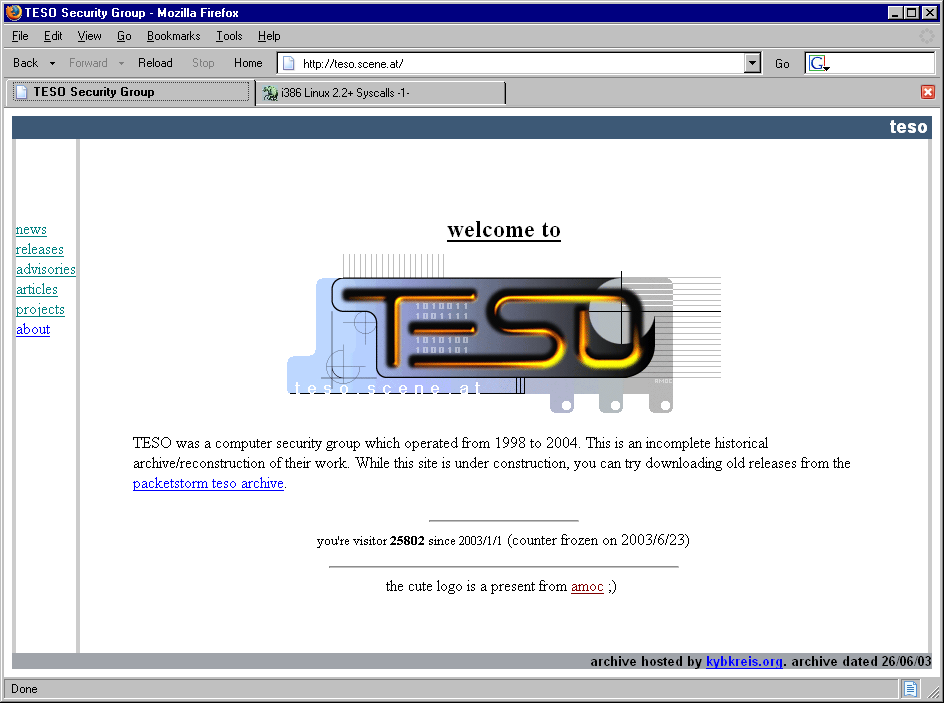 TESO Security Group - Mozilla Firefox
File Edit View Go Bookmarks Tools Help
Back Forward Reload Stop Home http://teso.scene.at/ Go G
TESO Security Group i386 Linux 2.2+ Syscalls -1-
teso
news
releases
advisories
articles
projects
about
welcome to
TESO
1010011
1001111
1010100
1000101
AMOC
teso.scene.at
TESO was a computer security group which operated from 1998 to 2004. This is an incomplete historical
archive/reconstruction of their work. While this site is under construction, you can try downloading old releases from the
packetstorm teso archive.
you're visitor 25802 since 2003/1/1 (counter frozen on 2003/6/23)
the cute logo is a present from amoc ;)
archive hosted by kybkreis.org. archive dated 26/06/03
Done